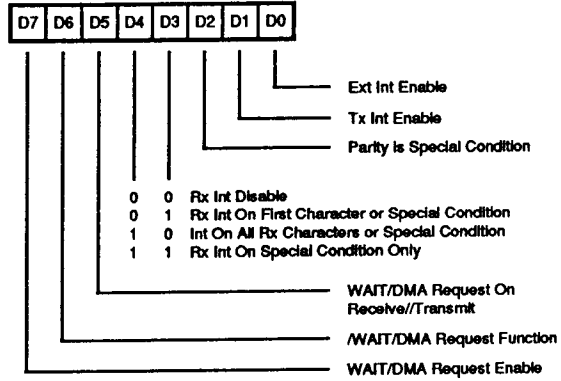 D7 D6 D5 D4 D3 D2 D1 D0
Ext Int Enable
Tx Int Enable
Parity is Special Condition
0 0 Rx Int Disable
0 1 Rx Int On First Character or Special Condition
1 0 Int On All Rx Characters or Special Condition
1 1 Rx Int On Special Condition Only
WAIT/DMA Request On
Receive//Transmit
/WAIT/DMA Request Function
WAIT/DMA Request Enable